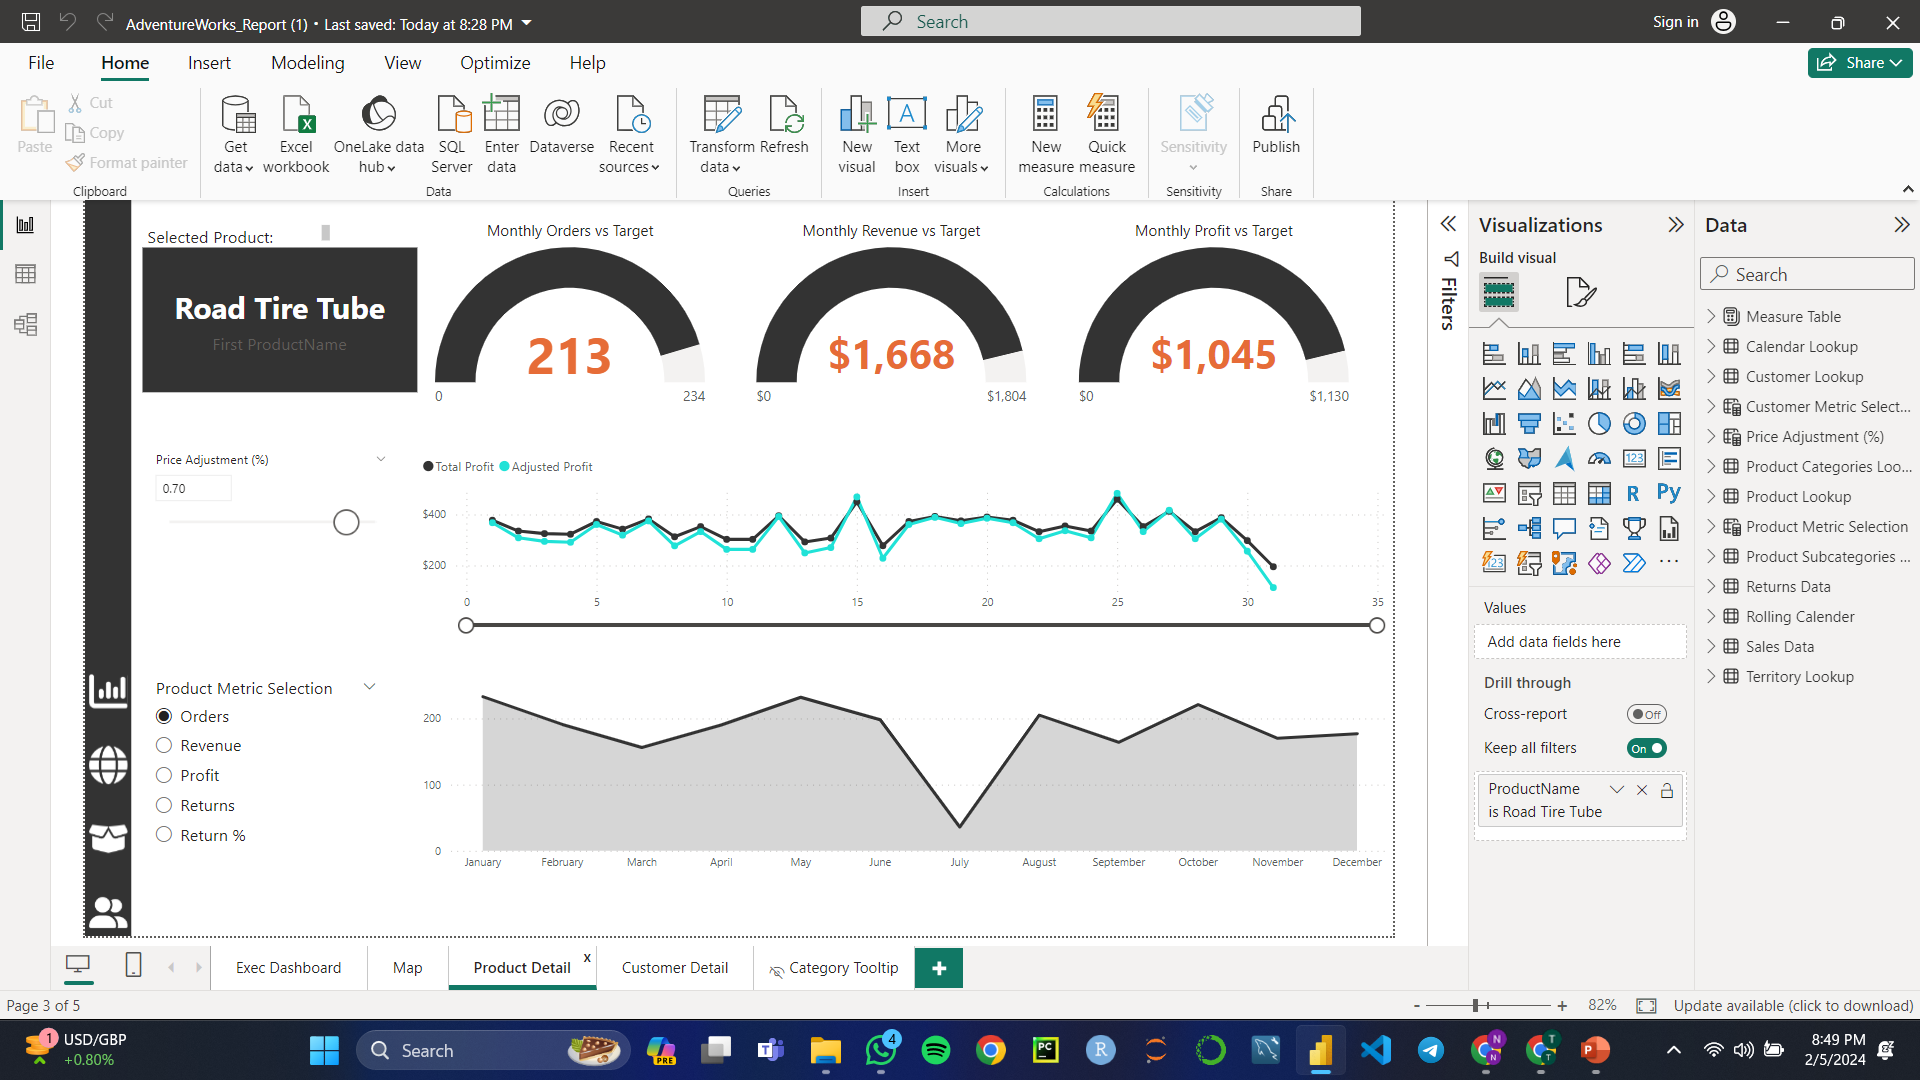 AdventureWorks_Report (1) • Last saved: Today at 8:28 PM
Search
Sign in
File
Home
Insert
Modeling
View
Optimize
Help
Share
Paste
Cut
Copy
Format painter
Clipboard
Get data
Excel workbook
OneLake data hub
SQL Server
Enter data
Dataverse
Recent sources
Data
Transform data
Refresh
Queries
New visual
Text box
More visuals
Insert
New measure
Quick measure
Calculations
Sensitivity
Sensitivity
Publish
Share
Selected Product:
Road Tire Tube
First ProductName
Monthly Orders vs Target
213
0
234
Monthly Revenue vs Target
$1,668
$0
$1,804
Monthly Profit vs Target
$1,045
$0
$1,130
Price Adjustment (%)
0.70
Total Profit
Adjusted Profit
$400
$200
0 5 10 15 20 25 30 35
Product Metric Selection
Orders
Revenue
Profit
Returns
Return %
200
100
0
January February March April May June July August September October November December
Filters
Visualizations
Build visual
123
R
Py
123
Values
Add data fields here
Drill through
Cross-report
Off
Keep all filters
On
ProductName
is Road Tire Tube
Data
Search
Measure Table
Calendar Lookup
Customer Lookup
Customer Metric Select...
Price Adjustment (%)
Product Categories Loo...
Product Lookup
Product Metric Selection
Product Subcategories ...
Returns Data
Rolling Calender
Sales Data
Territory Lookup
Exec Dashboard
Map
Product Detail
x
Customer Detail
Category Tooltip
Page 3 of 5
- + 82%
Update available (click to download)
1
USD/GBP
+0.80%
Search
PRE
4
PC
R
N
N
T
T
P
8:49 PM
2/5/2024